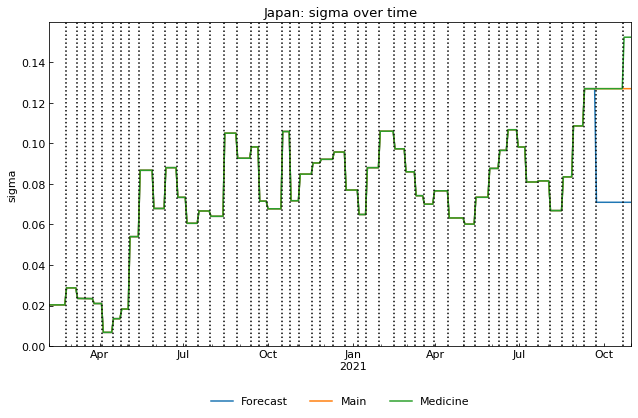 Japan: sigma over time
sigma
0.14
0.12
0.10
0.08
0.06
0.04
0.02
0.00
Apr Jul Oct Jan Apr Jul Oct
2021
Forecast Main Medicine